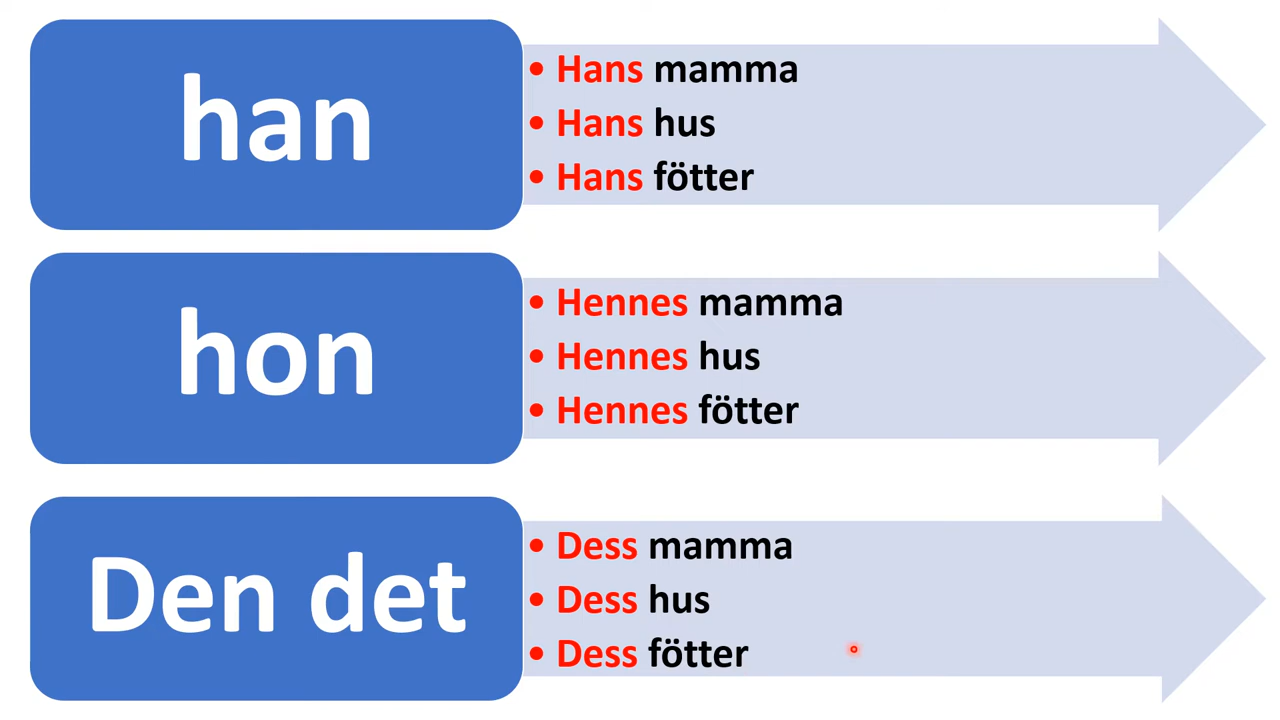 han
Hans mamma
Hans hus
Hans fötter
hon
Hennes mamma
Hennes hus
Hennes fötter
Den det
Dess mamma
Dess hus
Dess fötter